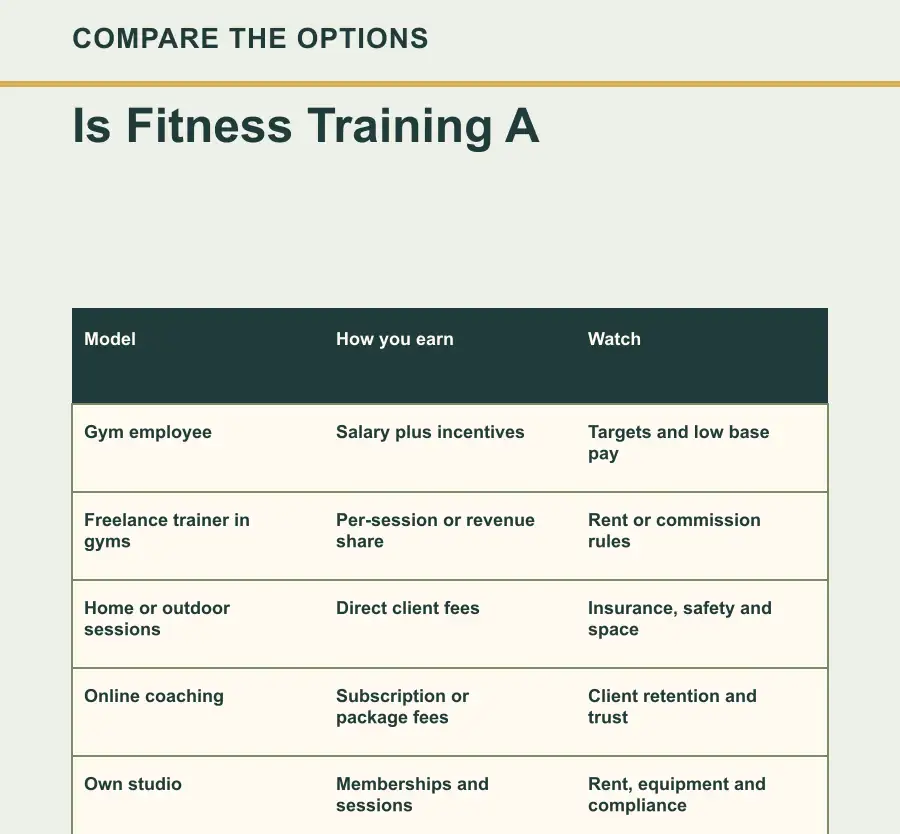 COMPARE THE OPTIONS
Is Fitness Training A
Model How you earn Watch
Gym employee Salary plus incentives Targets and low base
pay
Freelance trainer in Per-session or revenue Rent or commission
gyms share rules
Home or outdoor Direct client fees Insurance, safety and
sessions space
Online coaching Subscription or Client retention and
package fees trust
Own studio Memberships and Rent, equipment and
sessions compliance